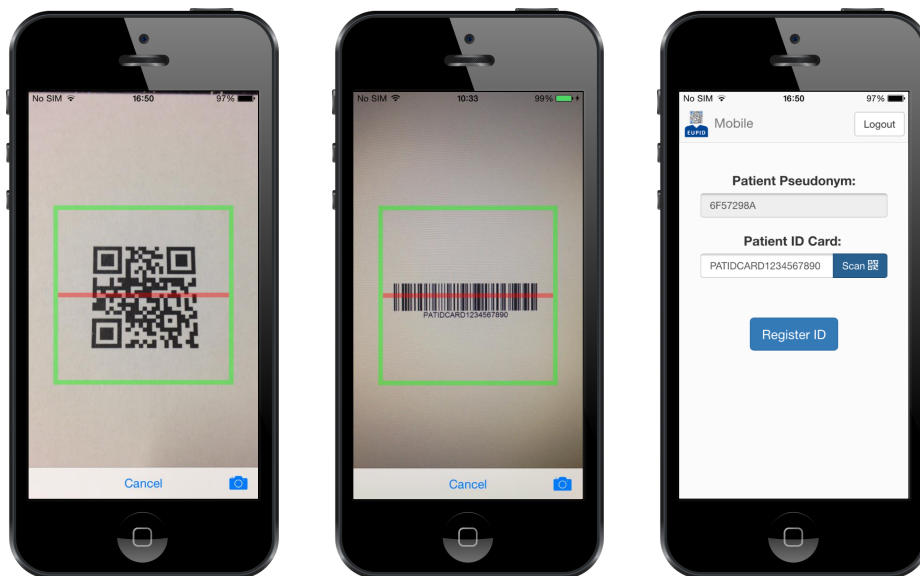 No SIM 16:50 97%
Cancel
No SIM 10:33 99%
PATIDCARD1234567890
Cancel
No SIM 16:50 97%
EUPID
Mobile
Logout
Patient Pseudonym:
6F57298A
Patient ID Card:
PATIDCARD1234567890
Scan
Register ID